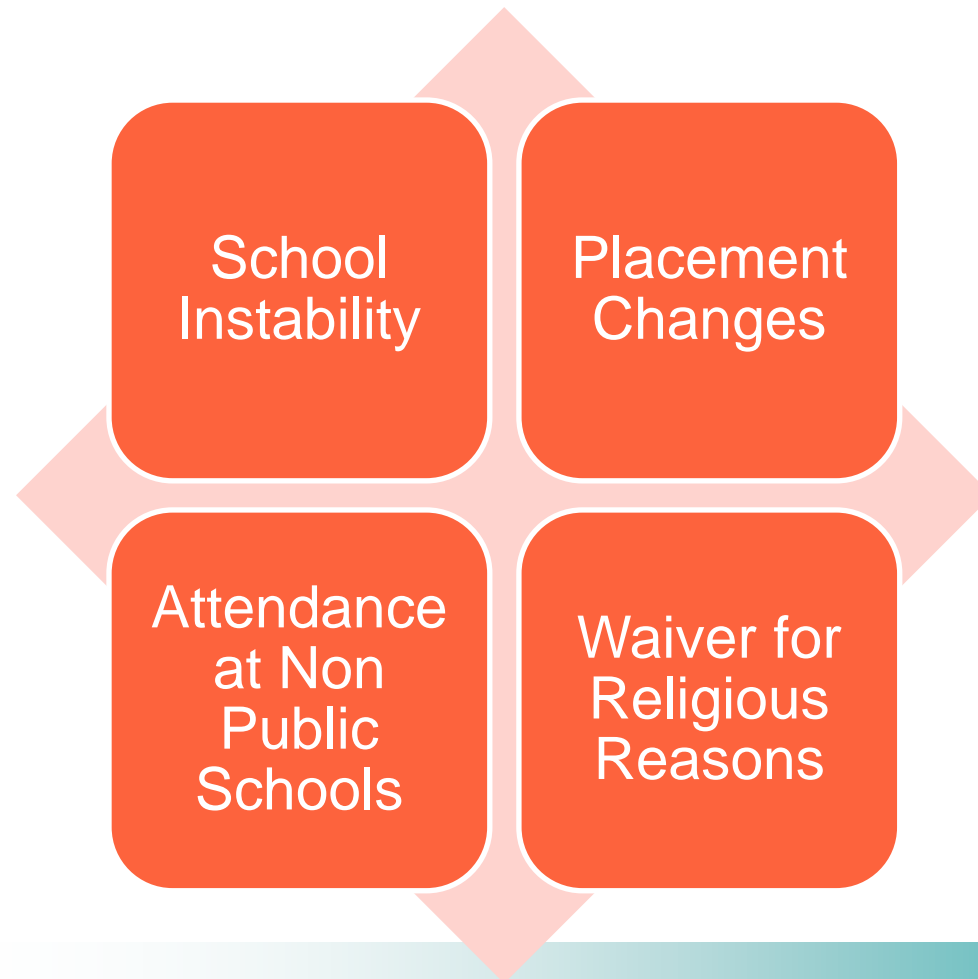 School
Instability
Placement
Changes
Attendance
at Non
Public
Schools
Waiver for
Religious
Reasons